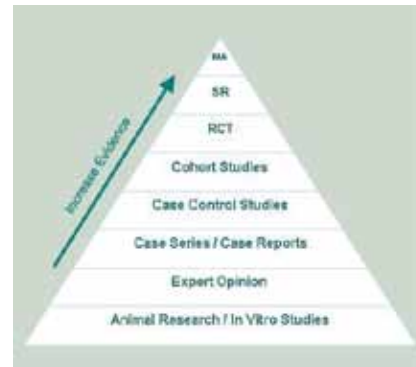 MA
SR
RCT
Cohort Studies
Case Control Studies
Case Series / Case Reports
Expert Opinion
Animal Research / In Vitro Studies
Increase Evidence